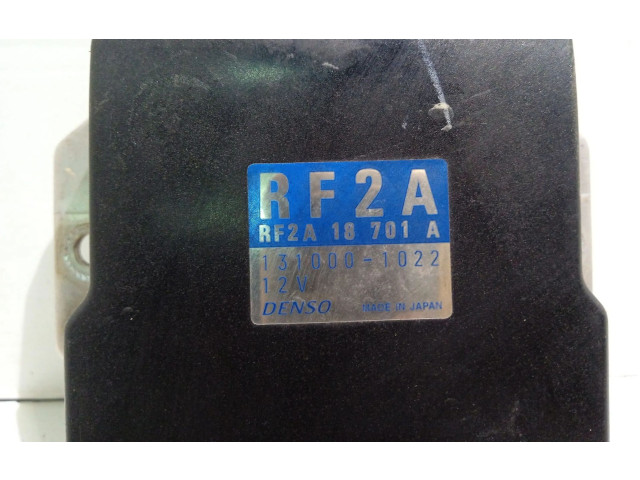 RF2A
RF2A 18 701 A
131000-1022
12V
DENSO MADE IN JAPAN